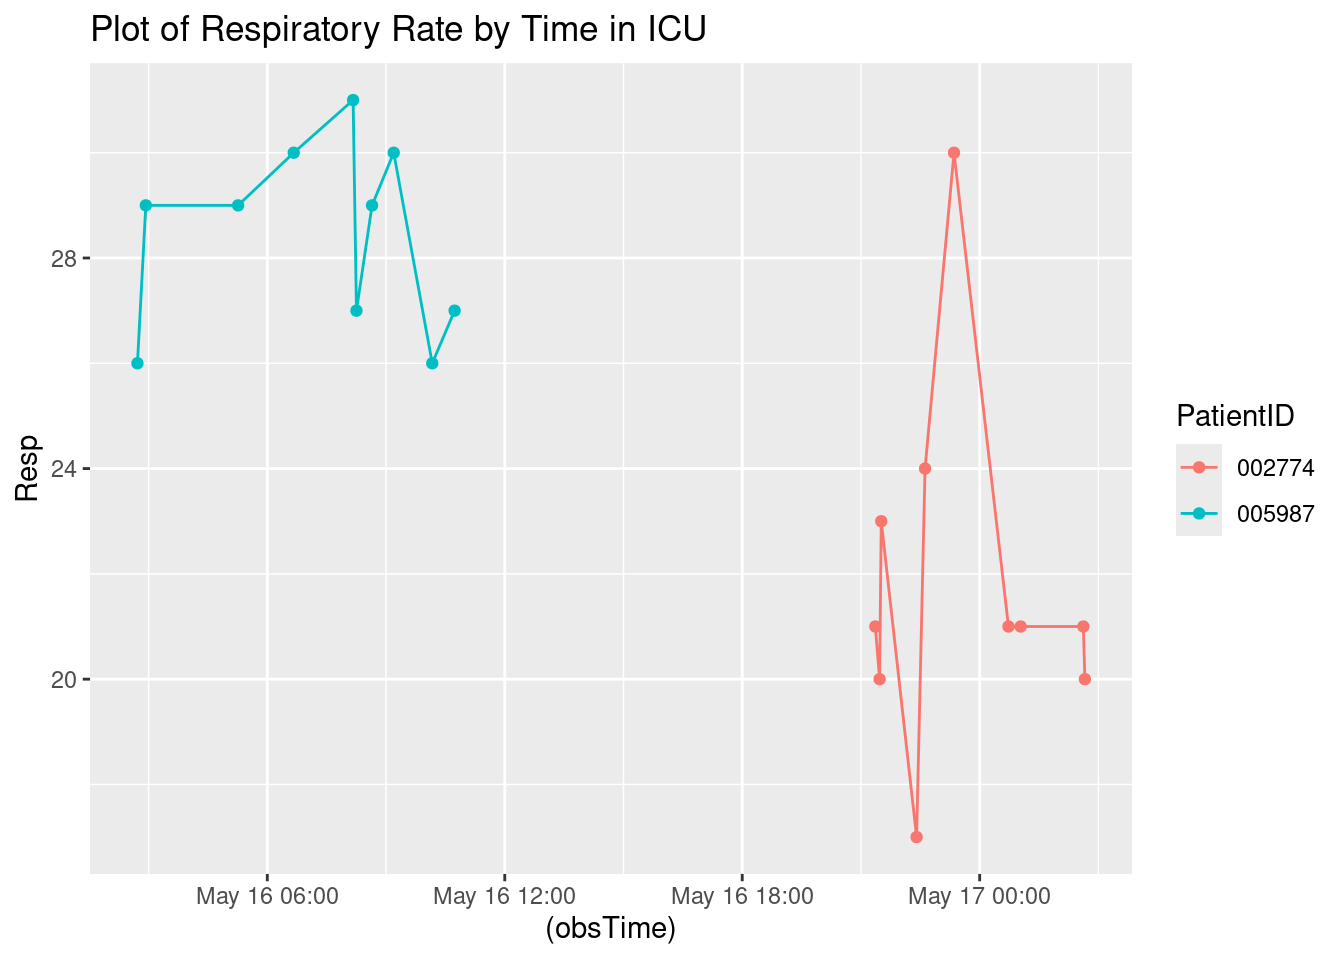 Plot of Respiratory Rate by Time in ICU
Resp
28
24
20
May 16 06:00 May 16 12:00 May 16 18:00 May 17 00:00
(obsTime)
PatientID
002774
005987